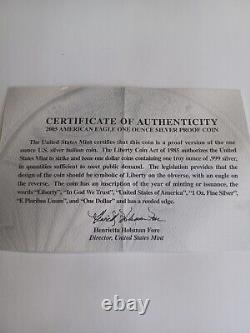 CERTIFICATE OF AUTHENTICITY
2005 AMERICAN EAGLE ONE OUNCE SILVER PROOF COIN
The United States Mint certifies that this coin is a proof version of the one
ounce U.S. silver bullion coin. The Liberty Coin Act of 1985 authorizes the United
States Mint to strike and issue one dollar coins containing one troy ounce of .999 silver,
in quantities sufficient to meet public demand. The legislation provides that the
design of the coin should be symbolic of Liberty on the obverse, with an eagle on
the reverse. The coin has an inscription of the year of minting or issuance, the
words "Liberty", "In God We Trust", "United States of America", "1 Oz. Fine Silver",
"E Pluribus Unum", and "One Dollar" and has a reeded edge.
Henrietta Holsman Fore
Director, United States Mint